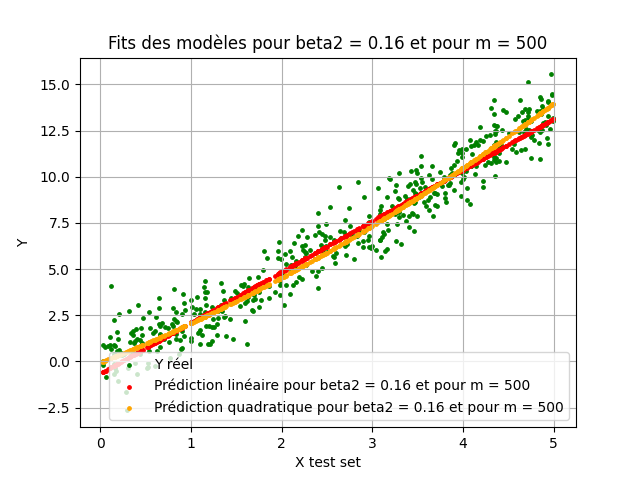 Fits des modèles pour beta2 = 0.16 et pour m = 500
15.0
12.5
10.0
7.5
5.0
2.5
0.0
−2.5
Y
Y réel
Prédiction linéaire pour beta2 = 0.16 et pour m = 500
Prédiction quadratique pour beta2 = 0.16 et pour m = 500
0 1 2 3 4 5
X test set